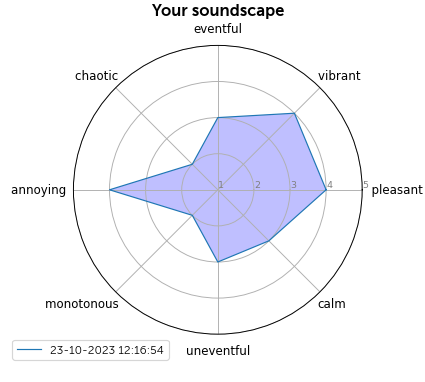 Your soundscape
eventful
chaotic
vibrant
annoying
1 2 3 4 5
pleasant
monotonous
calm
uneventful
23-10-2023 12:16:54